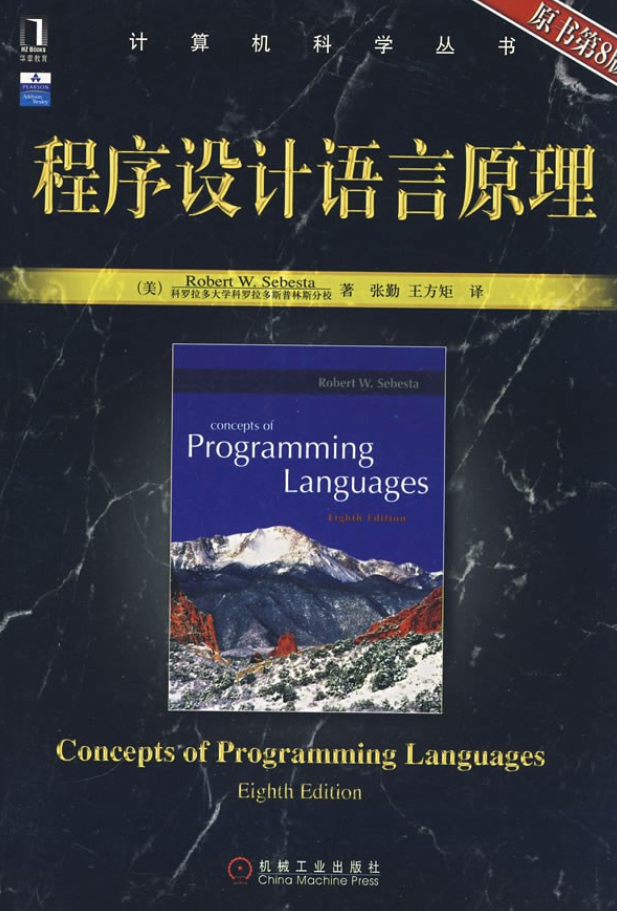 HZ Books
华章教育
PEARSON
Addison
Wesley
计算机科学丛书
原书第8版
程序设计语言原理
(美) Robert W. Sebesta 著 张勤 王方矩 译
科罗拉多大学科罗拉多斯普林斯分校
Robert W. Sebesta
concepts of
Programming
Languages
Eighth Edition
Concepts of Programming Languages
Eighth Edition
机械工业出版社
China Machine Press